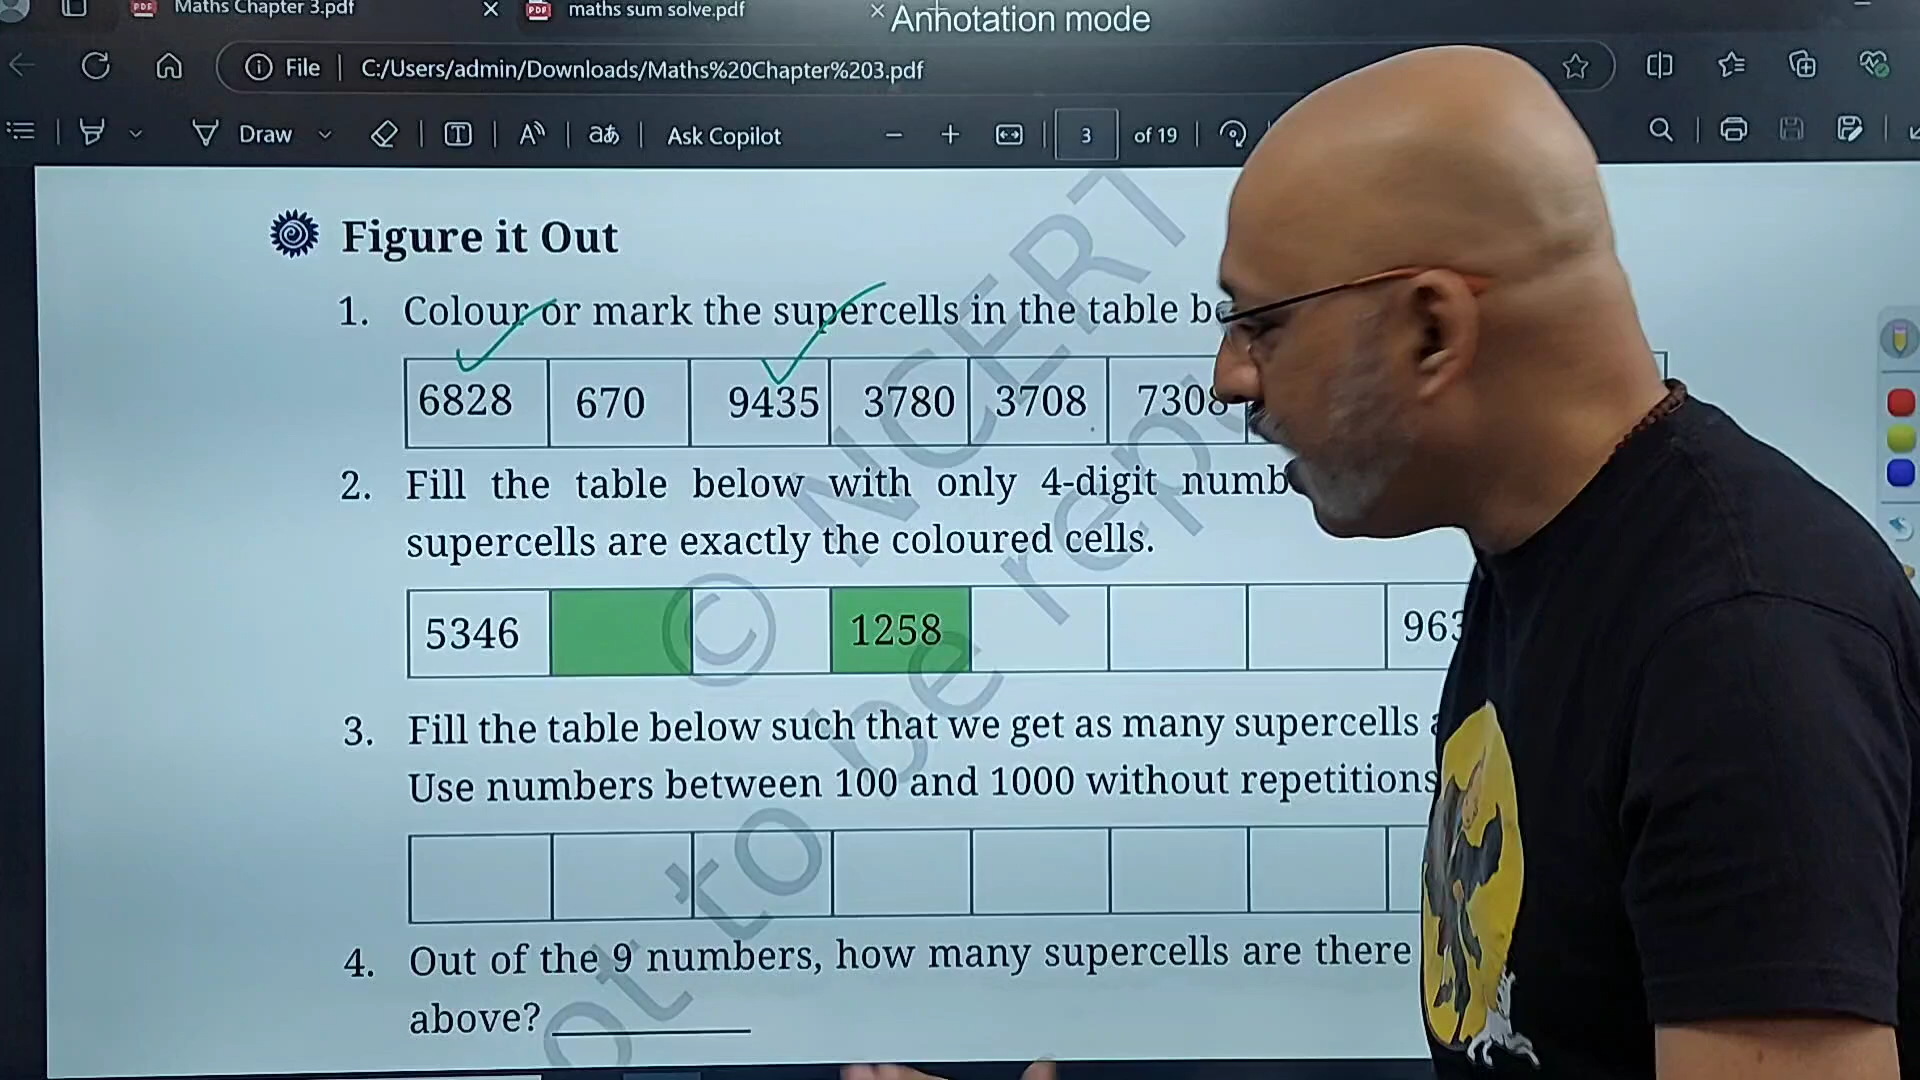 Maths Chapter 3.pdf
maths sum solve.pdf
Annotation mode
File
C:/Users/admin/Downloads/Maths%20Chapter%203.pdf
Draw
Ask Copilot
3 of 19
Figure it Out
1. Colour or mark the supercells in the table
6828 670 9435 3780 3708 7308
2. Fill the table below with only 4-digit
supercells are exactly the coloured cells.
5346 1258
3. Fill the table below such that we get as many supercells
Use numbers between 100 and 1000 without repetitions
4. Out of the 9 numbers, how many supercells are there
above?
© NCERT
not to be